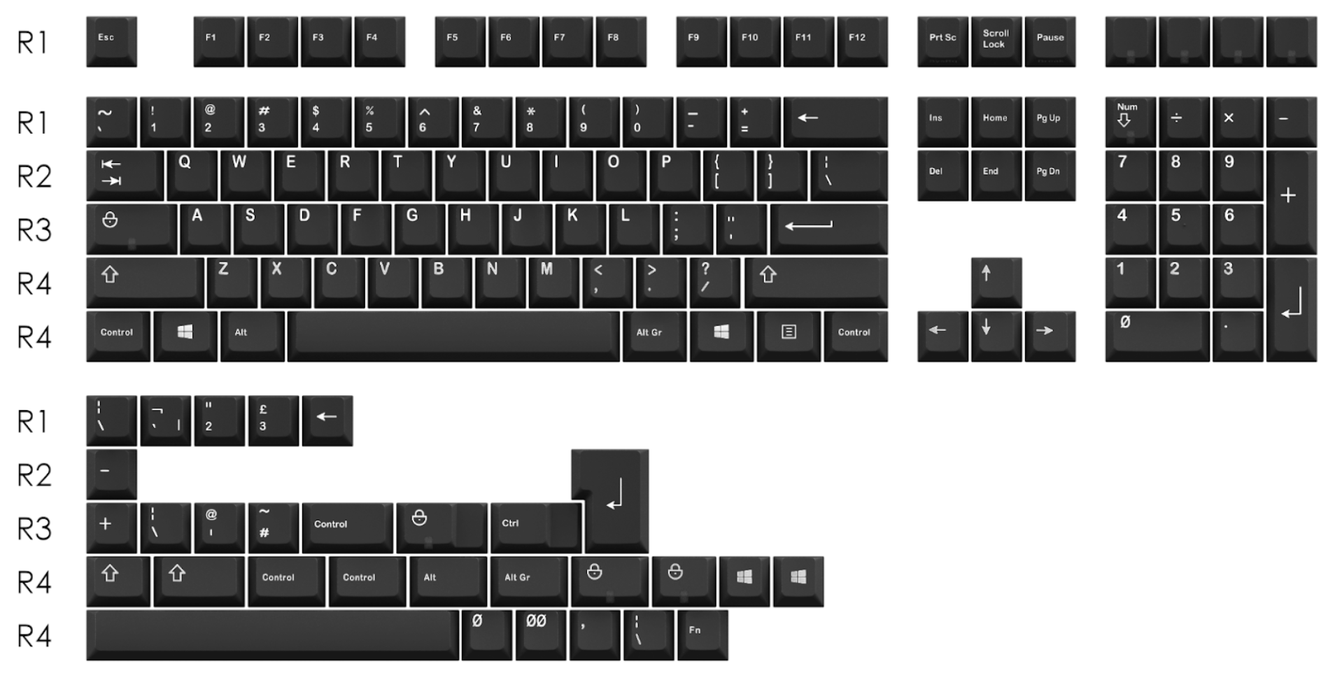 R1 Esc F1 F2 F3 F4 F5 F6 F7 F8 F9 F10 F11 F12 Prt Sc Scroll Lock Pause
R1 ~ ` ! 1 @ 2 # 3 $ 4 % 5 ^ 6 & 7 * 8 ( 9 ) 0 — - + = ← Ins Home Pg Up Num ⇩ ÷ × −
R2 ⇤ ⇥ Q W E R T Y U I O P { [ } ] ¦ \ Del End Pg Dn 7 8 9 +
R3 A S D F G H J K L : ; " ' ↵ 4 5 6
R4 ⇧ Z X C V B N M < , > . ? / ⇧ ↑ 1 2 3 ↵
R4 Control Alt Alt Gr Control ← ↓ → Ø .
R1 ¦ \ ¬ ` | " 2 £ 3 ←
R2 - ↵
R3 + ¦ \ @ ' ~ # Control Ctrl
R4 ⇧ ⇧ Control Control Alt Alt Gr
R4 Ø ØØ , ¦ \ Fn